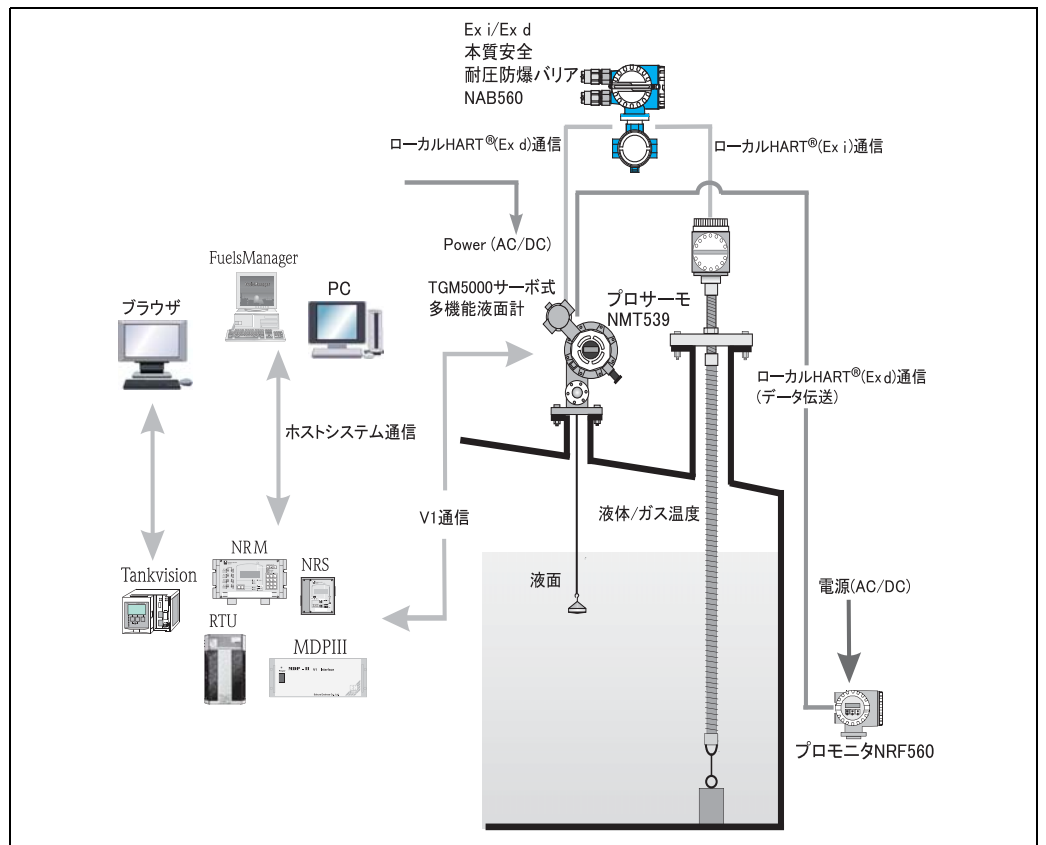 Ex i/Ex d
本質安全
耐圧防爆バリア
NAB560
ローカルHART®(Ex d)通信
ローカルHART®(Ex i)通信
Power (AC/DC)
FuelsManager
PC
ブラウザ
TGM5000サーボ式
多機能液面計
プロサーモ
NMT539
ローカルHART®(Ex d)通信
(データ伝送)
ホストシステム通信
V1通信
液体/ガス温度
液面
NRM
NRS
Tankvision
電源(AC/DC)
RTU
MDPIII
プロモニタNRF560